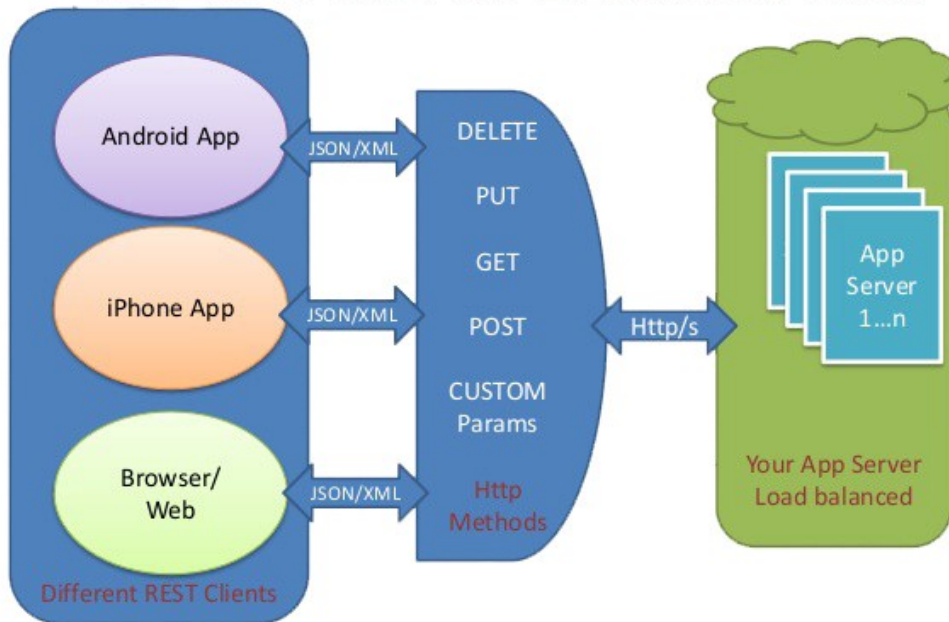 Android App
iPhone App
Browser/
Web
Different REST Clients
JSON/XML
JSON/XML
JSON/XML
DELETE
PUT
GET
POST
CUSTOM
Params
Http
Methods
Http/s
App
Server
1...n
Your App Server
Load balanced